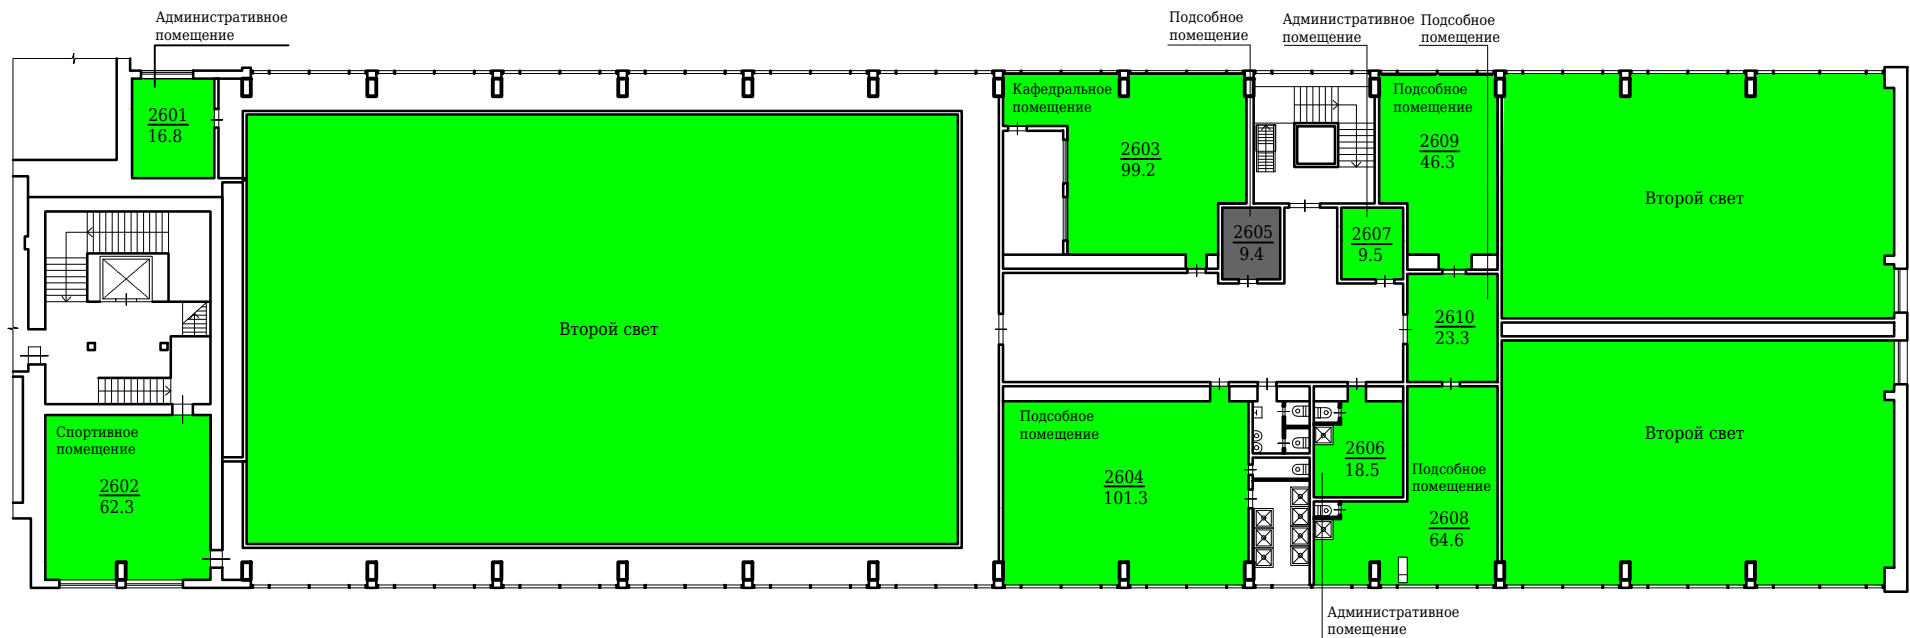 Административное
помещение
Подсобное
помещение
Административное
помещение
Подсобное
помещение
2601
16.8
Кафедральное
помещение
2603
99.2
Подсобное
помещение
2609
46.3
Второй свет
2605
9.4
2607
9.5
Второй свет
2610
23.3
Спортивное
помещение
2602
62.3
Подсобное
помещение
2604
101.3
2606
18.5
Подсобное
помещение
2608
64.6
Второй свет
Административное
помещение